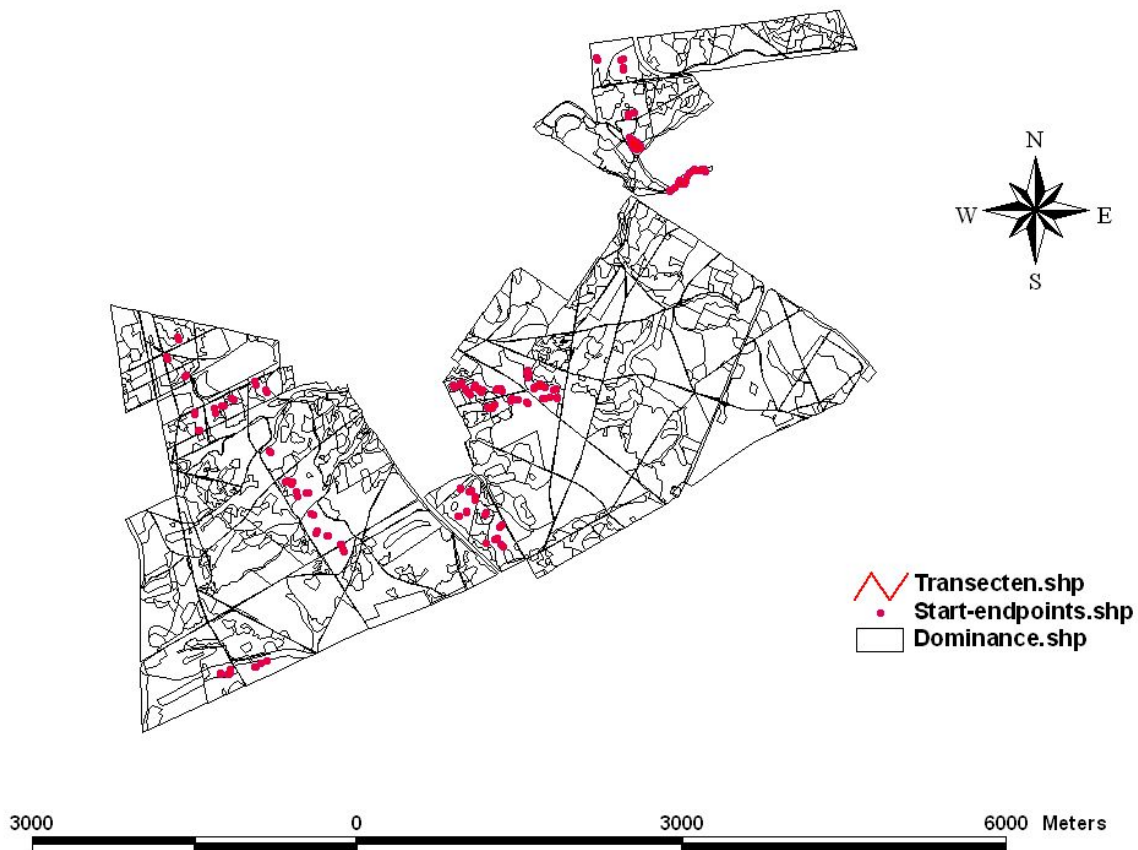 N
W E
S
Transecten.shp
Start-endpoints.shp
Dominance.shp
3000 0 3000 6000 Meters